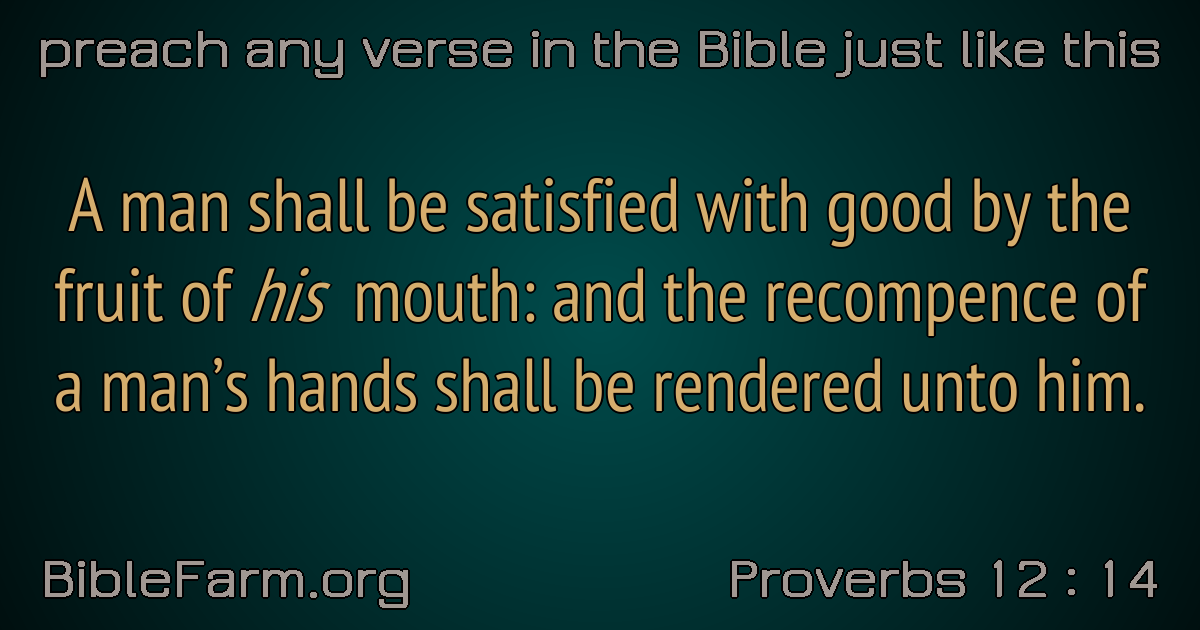 preach any verse in the Bible just like this
A man shall be satisfied with good by the
fruit of his mouth: and the recompence of
a man’s hands shall be rendered unto him.
BibleFarm.org
Proverbs 12 : 14